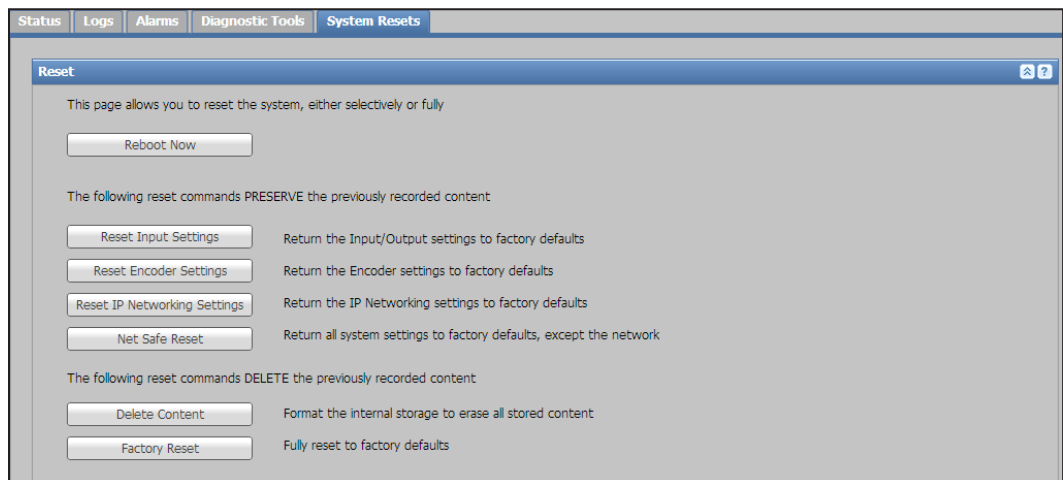 Status Logs Alarms Diagnostic Tools System Resets
Reset ?
This page allows you to reset the system, either selectively or fully
Reboot Now
The following reset commands PRESERVE the previously recorded content
Reset Input Settings Return the Input/Output settings to factory defaults
Reset Encoder Settings Return the Encoder settings to factory defaults
Reset IP Networking Settings Return the IP Networking settings to factory defaults
Net Safe Reset Return all system settings to factory defaults, except the network
The following reset commands DELETE the previously recorded content
Delete Content Format the internal storage to erase all stored content
Factory Reset Fully reset to factory defaults